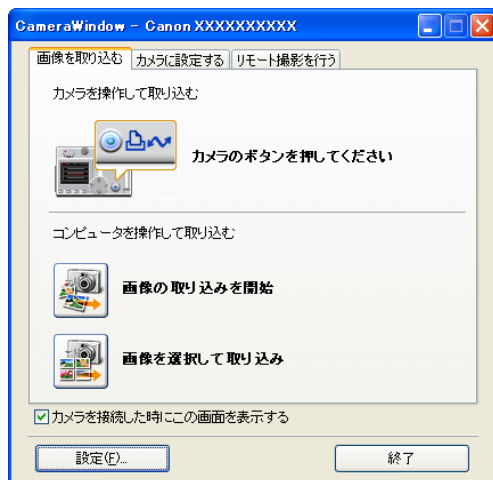 CameraWindow - Canon XXXXXXXXXX
画像を取り込む カメラに設定する リモート撮影を行う
カメラを操作して取り込む
カメラのボタンを押してください
コンピュータを操作して取り込む
画像の取り込みを開始
画像を選択して取り込み
カメラを接続した時にこの画面を表示する
設定(F)... 終了